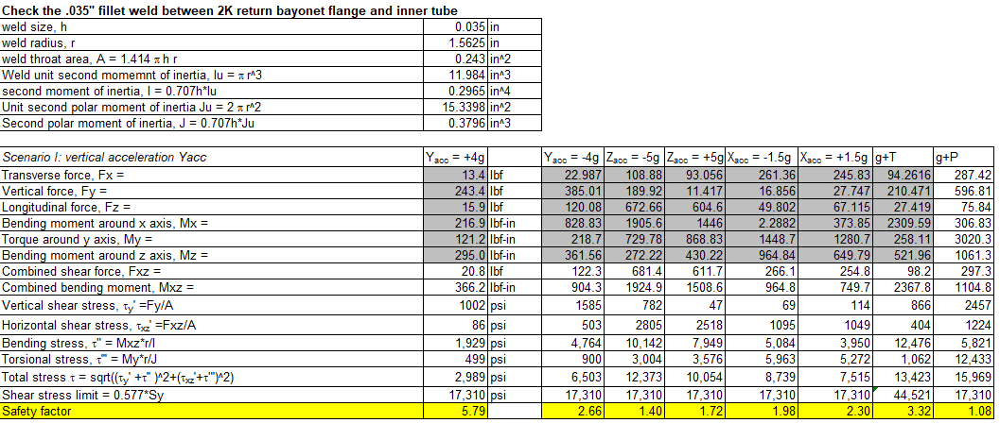 Check the .035" fillet weld between 2K return bayonet flange and inner tube
weld size, h 0.035 in
weld radius, r 1.5625 in
weld throat area, A = 1.414 π h r 0.243 in^2
Weld unit second momemnt of inertia, Iu = π r^3 11.984 in^3
second moment of inertia, I = 0.707h*Iu 0.2965 in^4
Unit second polar moment of inertia Ju = 2 π r^2 15.3398 in^2
Second polar moment of inertia, J = 0.707h*Ju 0.3796 in^3
Scenario I: vertical acceleration Yacc Yacc = +4g Yacc = -4g Zacc = -5g Zacc = +5g Xacc = -1.5g Xacc = +1.5g g+T g+P
Transverse force, Fx = 13.4 lbf 22.987 108.88 93.056 261.36 245.83 94.2616 287.42
Vertical force, Fy = 243.4 lbf 385.01 189.92 11.417 16.856 27.747 210.471 596.81
Longitudinal force, Fz = 15.9 lbf 120.08 672.66 604.6 49.802 67.115 27.419 75.84
Bending moment around x axis, Mx = 216.9 lbf-in 828.83 1905.6 1446 2.2882 373.85 2309.59 306.83
Torque around y axis, My = 121.2 lbf-in 218.7 729.78 868.83 1448.7 1280.7 258.11 3020.3
Bending moment around z axis, Mz = 295.0 lbf-in 361.56 272.22 430.22 964.84 649.79 521.96 1061.3
Combined shear force, Fxz = 20.8 lbf 122.3 681.4 611.7 266.1 254.8 98.2 297.3
Combined bending moment, Mxz = 366.2 lbf-in 904.3 1924.9 1508.6 964.8 749.7 2367.8 1104.8
Vertical shear stress, τy' =Fy/A 1002 psi 1585 782 47 69 114 866 2457
Horizontal shear stress, τxz' =Fxz/A 86 psi 503 2805 2518 1095 1049 404 1224
Bending stress, τ" = Mxz*r/I 1,929 psi 4,764 10,142 7,949 5,084 3,950 12,476 5,821
Torsional stress, τ"' = My*r/J 499 psi 900 3,004 3,576 5,963 5,272 1,062 12,433
Total stress τ = sqrt((τy' +τ" )^2+(τxz'+τ"')^2) 2,989 psi 6,503 12,373 10,054 8,739 7,515 13,423 15,969
Shear stress limit = 0.577*Sy 17,310 psi 17,310 17,310 17,310 17,310 17,310 44,521 17,310
Safety factor 5.79 2.66 1.40 1.72 1.98 2.30 3.32 1.08